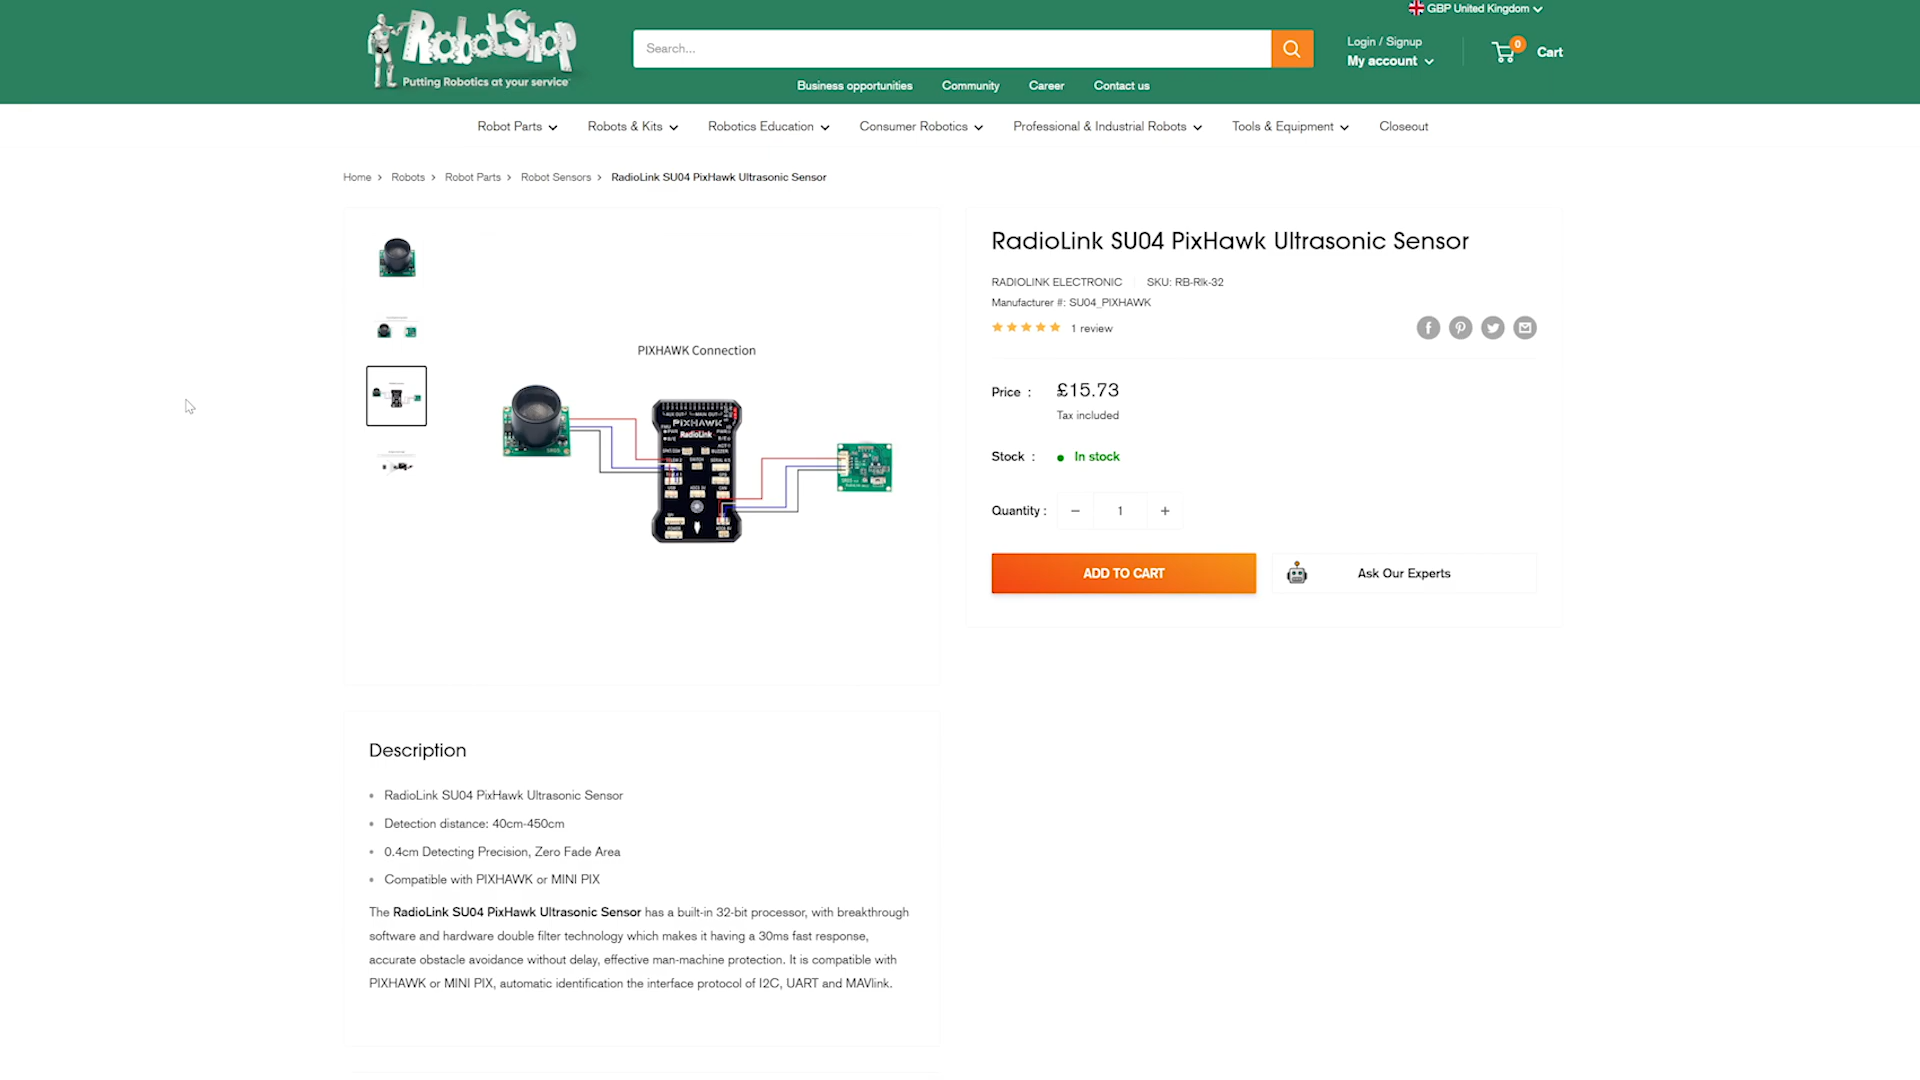 RobotShop
Putting Robotics at your service
Search...
GBP United Kingdom
Login / Signup
My account
0
Cart
Business opportunities
Community
Career
Contact us
Robot Parts
Robots & Kits
Robotics Education
Consumer Robotics
Professional & Industrial Robots
Tools & Equipment
Closeout
Home > Robots > Robot Parts > Robot Sensors > RadioLink SU04 PixHawk Ultrasonic Sensor
PIXHAWK Connection
PIXHAWK
RadioLink
RadioLink SU04 PixHawk Ultrasonic Sensor
RADIOLINK ELECTRONIC
SKU: RB-Rlk-32
Manufacturer #: SU04_PIXHAWK
1 review
Price :
£15.73
Tax included
Stock :
In stock
Quantity :
− 1 +
ADD TO CART
Ask Our Experts
Description
• RadioLink SU04 PixHawk Ultrasonic Sensor
• Detection distance: 40cm-450cm
• 0.4cm Detecting Precision, Zero Fade Area
• Compatible with PIXHAWK or MINI PIX
The RadioLink SU04 PixHawk Ultrasonic Sensor has a built-in 32-bit processor, with breakthrough
software and hardware double filter technology which makes it having a 30ms fast response,
accurate obstacle avoidance without delay, effective man-machine protection. It is compatible with
PIXHAWK or MINI PIX, automatic identification the interface protocol of I2C, UART and MAVlink.